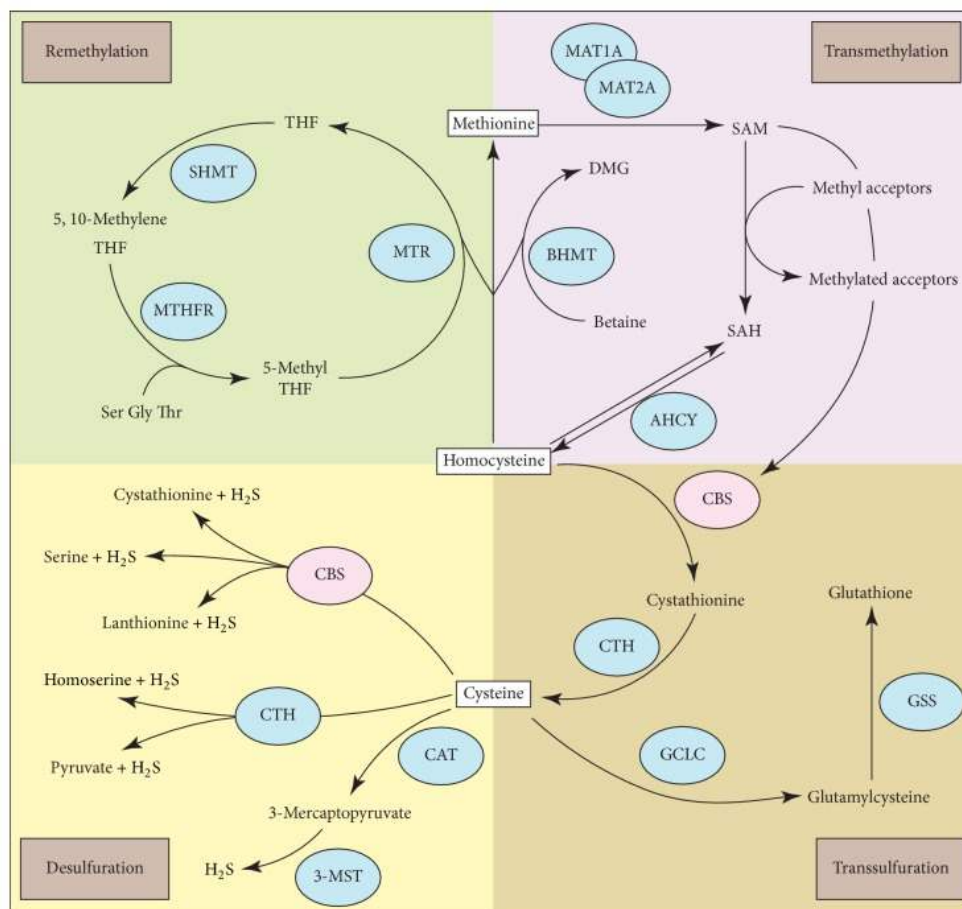 Remethylation
Transmethylation
MAT1A
MAT2A
THF
Methionine
SAM
SHMT
DMG
Methyl acceptors
5, 10-Methylene
THF
MTR
BHMT
Methylated acceptors
MTHFR
Betaine
SAH
5-Methyl
THF
Ser Gly Thr
AHCY
Homocysteine
Cystathionine + H₂S
CBS
Serine + H₂S
CBS
Lanthionine + H₂S
Cystathionine
Glutathione
CTH
Homoserine + H₂S
Cysteine
CTH
GSS
CAT
GCLC
Pyruvate + H₂S
3-Mercaptopyruvate
Glutamylcysteine
Desulfuration
H₂S
3-MST
Transsulfuration